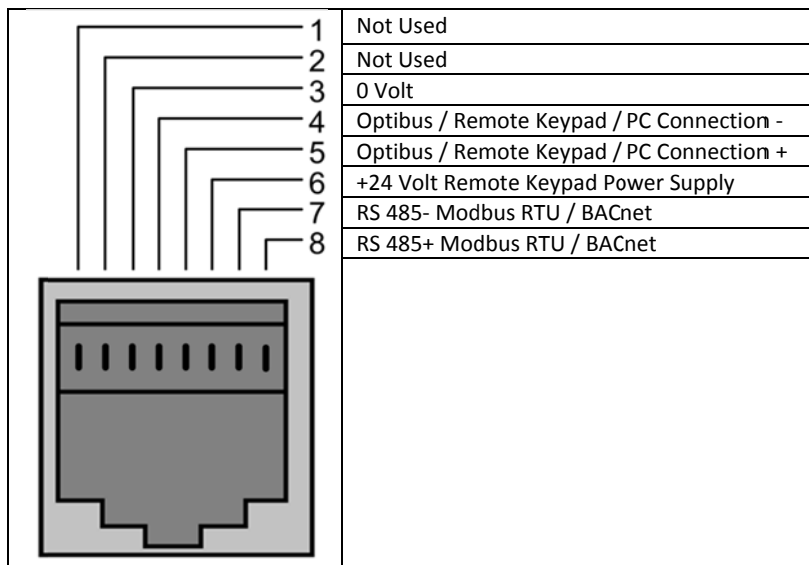 1 Not Used
2 Not Used
3 0 Volt
4 Optibus / Remote Keypad / PC Connection -
5 Optibus / Remote Keypad / PC Connection +
6 +24 Volt Remote Keypad Power Supply
7 RS 485- Modbus RTU / BACnet
8 RS 485+ Modbus RTU / BACnet